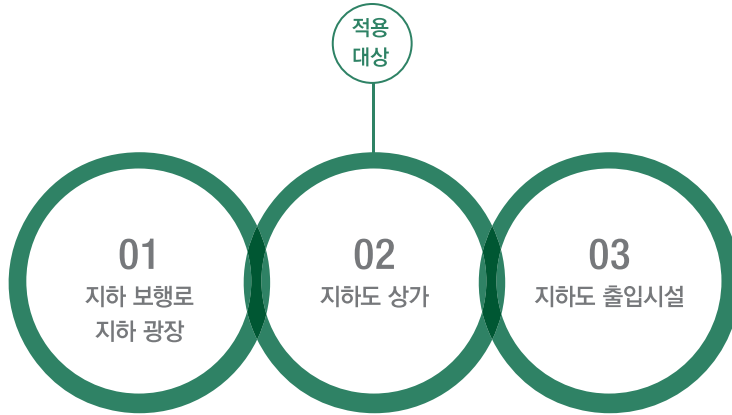 적용
대상
01
지하 보행로
지하 광장
02
지하도 상가
03
지하도 출입시설